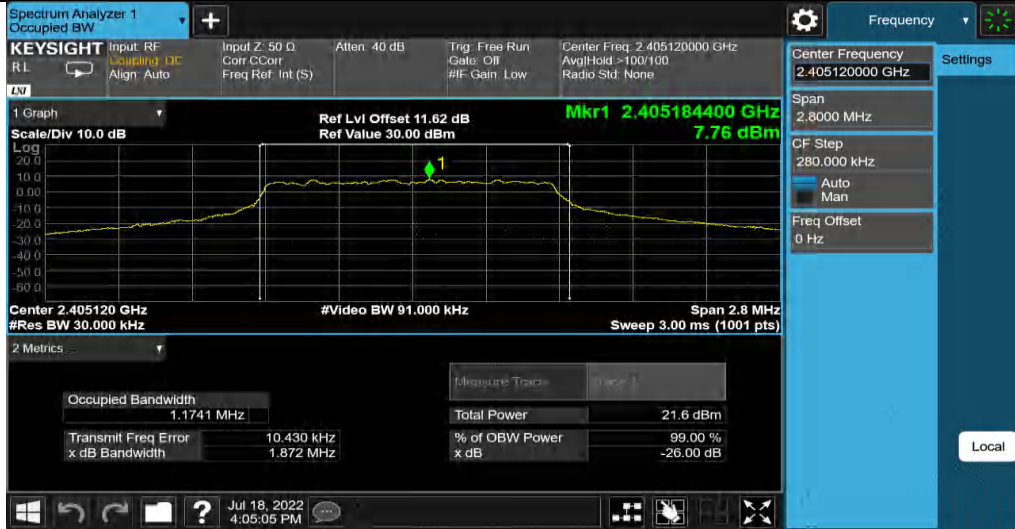 Spectrum Analyzer 1
Occupied BW
+
Frequency
KEYSIGHT
RL
LXI
Input: RF
Coupling: DC
Align: Auto
Input Z: 50 Ω
Corr CCorr
Freq Ref: Int (S)
Atten: 40 dB
Trig: Free Run
Gate: Off
#IF Gain: Low
Center Freq: 2.405120000 GHz
Avg|Hold >100/100
Radio Std: None
Center Frequency
2.405120000 GHz
Settings
Span
2.8000 MHz
CF Step
280.000 kHz
Auto
Man
Freq Offset
0 Hz
Local
1 Graph
Scale/Div 10.0 dB
Ref Lvl Offset 11.62 dB
Ref Value 30.00 dBm
Mkr1 2.405184400 GHz
7.76 dBm
Log
20.0
10.0
0.00
-10.0
-20.0
-30.0
-40.0
-50.0
-60.0
1
Center 2.405120 GHz
#Res BW 30.000 kHz
#Video BW 91.000 kHz
Span 2.8 MHz
Sweep 3.00 ms (1001 pts)
2 Metrics
Measure Trace
Trace 1
Occupied Bandwidth
1.1741 MHz
Total Power 21.6 dBm
Transmit Freq Error 10.430 kHz
% of OBW Power 99.00 %
x dB Bandwidth 1.872 MHz
x dB -26.00 dB
?
Jul 18, 2022
4:05:05 PM